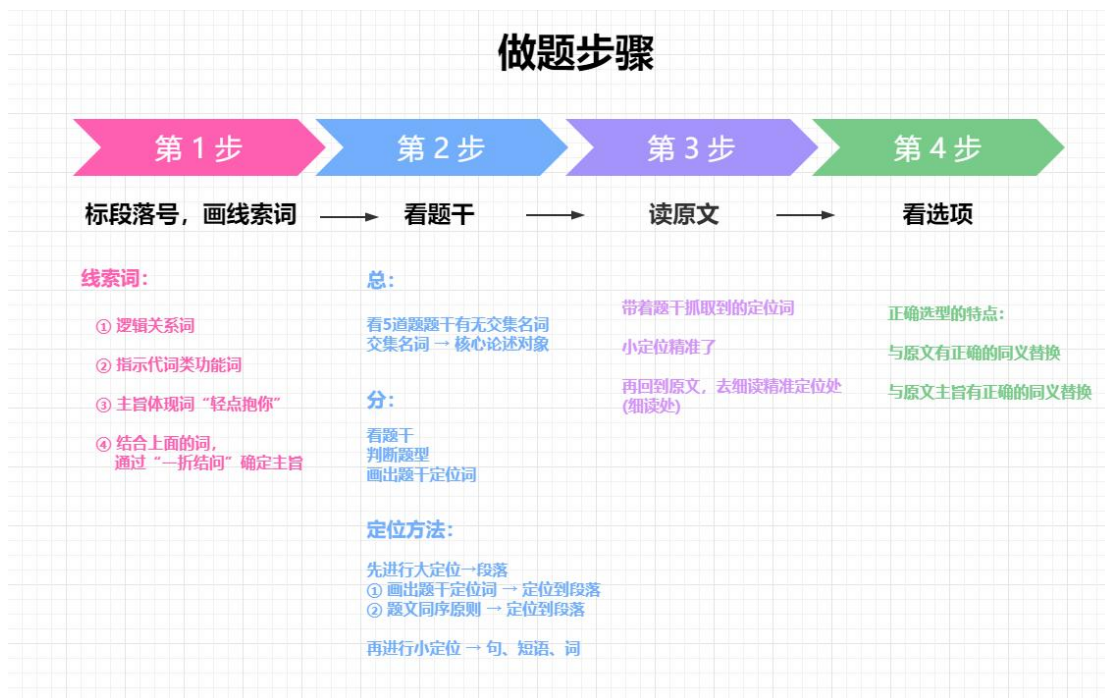 做题步骤
第 1 步
第 2 步
第 3 步
第 4 步
标段落号，画线索词
看题干
读原文
看选项
线索词：
① 逻辑关系词
② 指示代词类功能词
③ 主旨体现词“轻点抱你”
④ 结合上面的词，
通过“一折结问”确定主旨
总：
看5道题题干有无交集名词
交集名词 → 核心论述对象
分：
看题干
判断题型
画出题干定位词
定位方法：
先进行大定位→段落
① 画出题干定位词 → 定位到段落
② 题文同序原则 → 定位到段落
再进行小定位 → 句、短语、词
带着题干抓取到的定位词
小定位精准了
再回到原文，去细读精准定位处
(细读处)
正确选型的特点：
与原文有正确的同义替换
与原文主旨有正确的同义替换